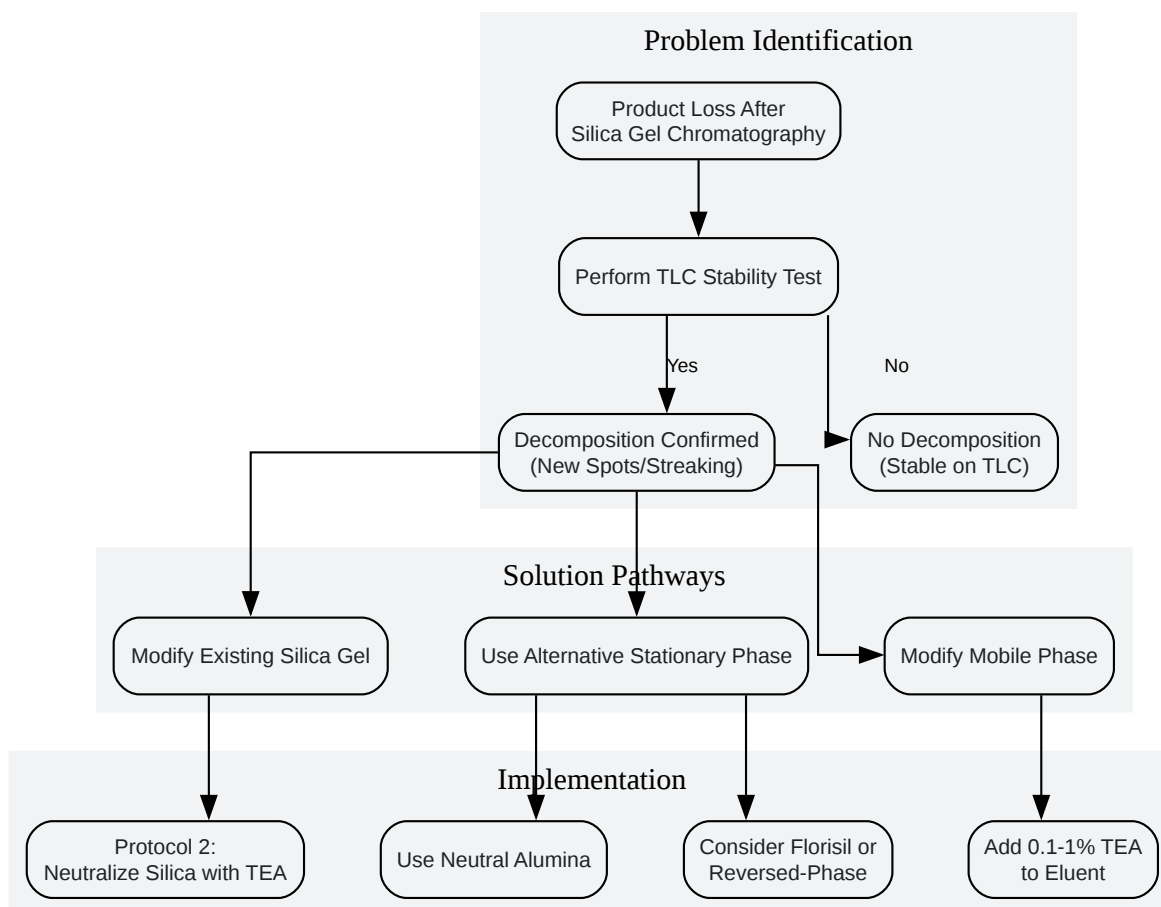 Problem Identification
Product Loss After
Silica Gel Chromatography
Perform TLC Stability Test
Yes
No
Decomposition Confirmed
(New Spots/Streaking)
No Decomposition
(Stable on TLC)
Solution Pathways
Modify Existing Silica Gel
Use Alternative Stationary Phase
Modify Mobile Phase
Implementation
Protocol 2:
Neutralize Silica with TEA
Use Neutral Alumina
Consider Florisil or
Reversed-Phase
Add 0.1-1% TEA
to Eluent